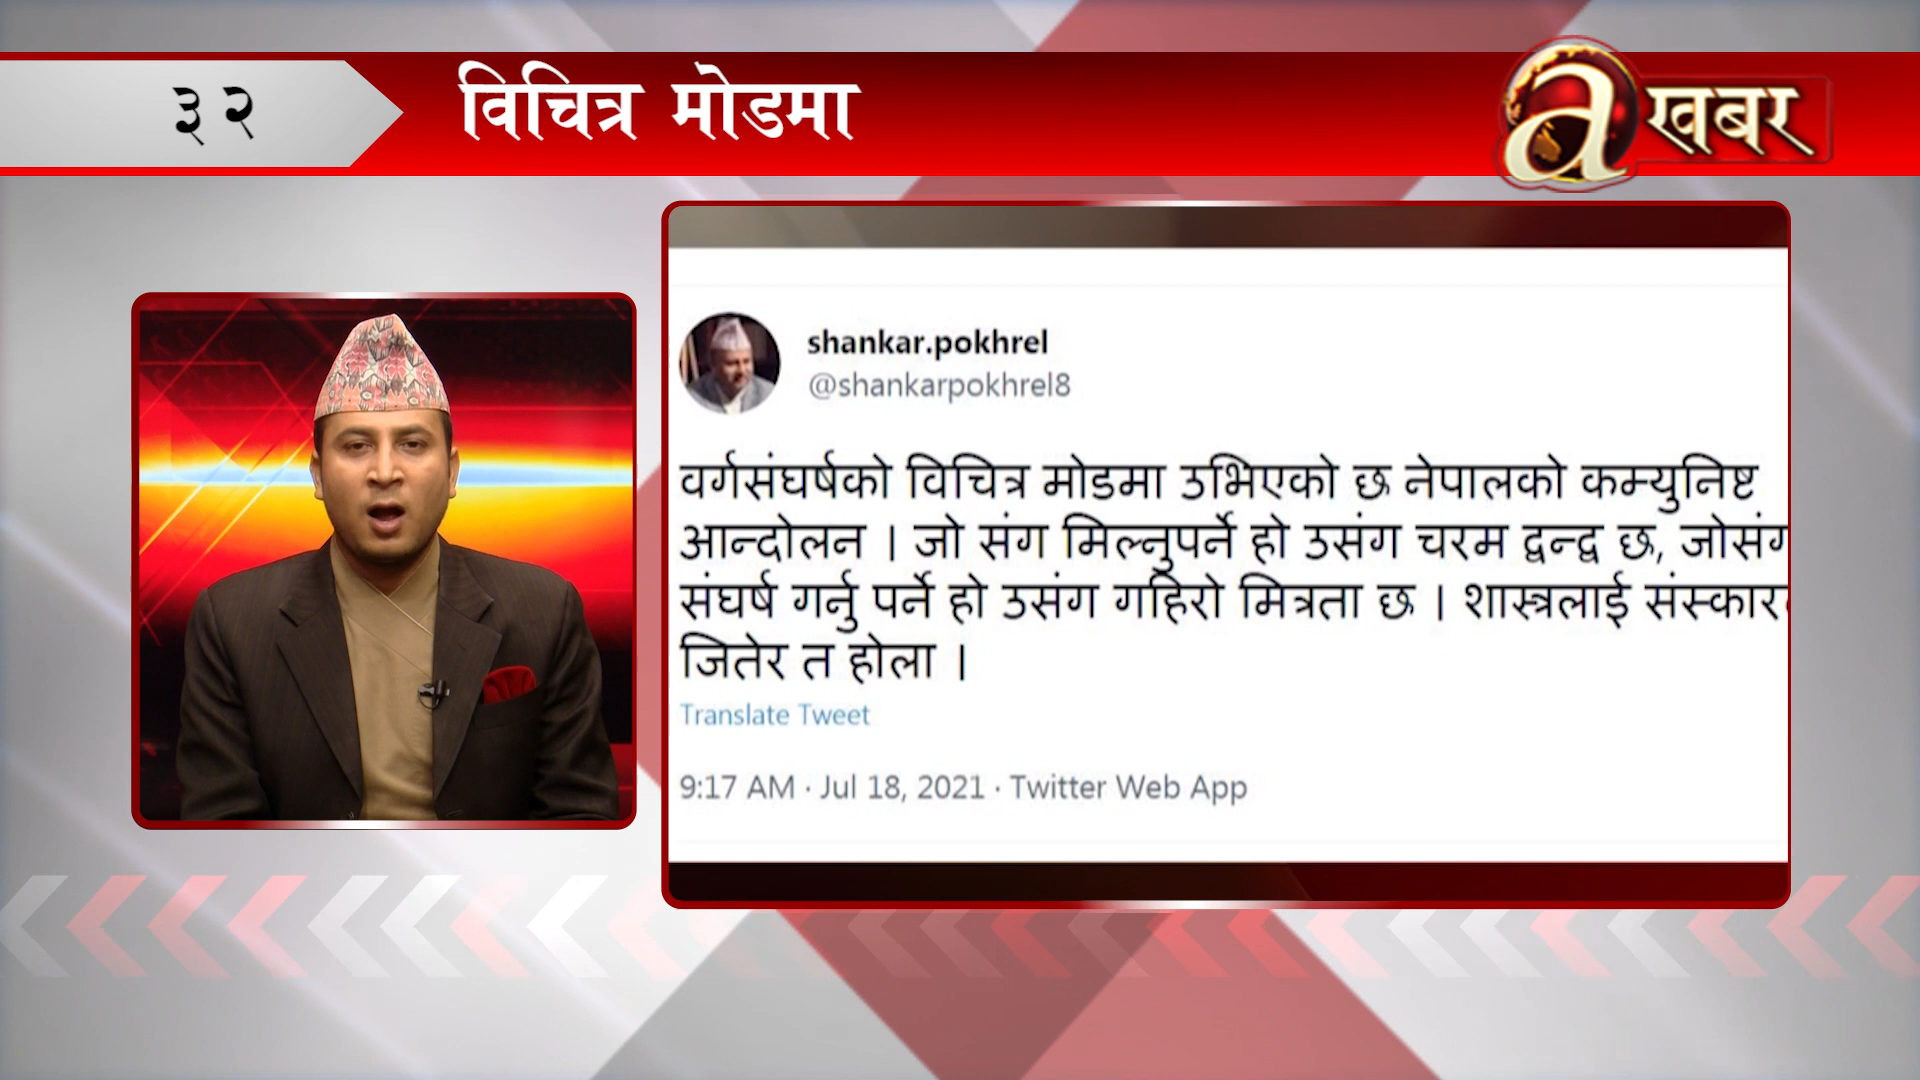 ३२
विचित्र मोडमा
a खबर
shankar.pokhrel
@shankarpokhrel8
वर्गसंघर्षको विचित्र मोडमा उभिएको छ नेपालको कम्युनिष्ट
आन्दोलन । जो संग मिल्नुपर्ने हो उसंग चरम द्वन्द्व छ, जोसंग
संघर्ष गर्नु पर्ने हो उसंग गहिरो मित्रता छ । शास्त्रलाई
जितेर त होला ।
Translate Tweet
9:17 AM · Jul 18, 2021 · Twitter Web App